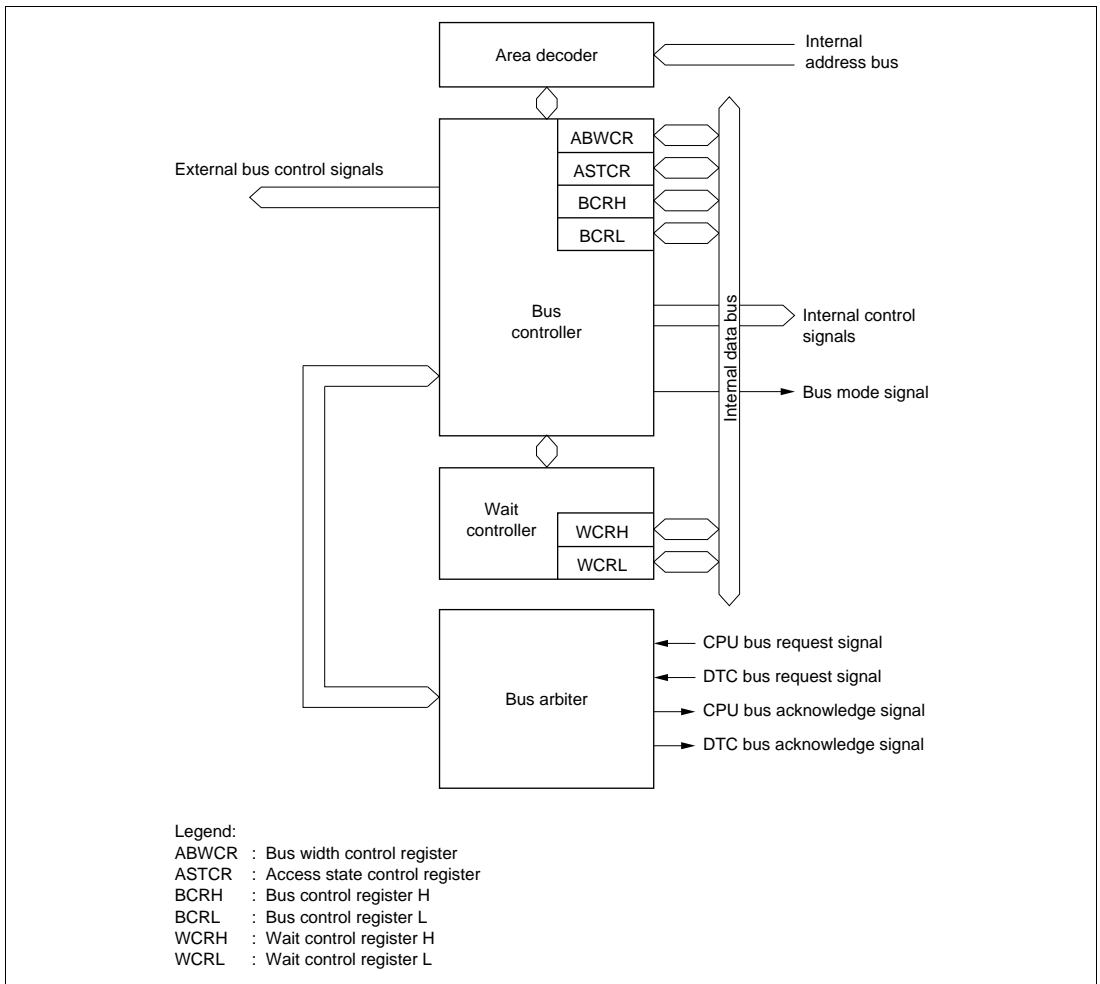 Area decoder
Internal
address bus
ABWCR
ASTCR
BCRH
BCRL
External bus control signals
Bus
controller
Internal data bus
Internal control
signals
Bus mode signal
Wait
controller
WCRH
WCRL
Bus arbiter
CPU bus request signal
DTC bus request signal
CPU bus acknowledge signal
DTC bus acknowledge signal
Legend:
ABWCR : Bus width control register
ASTCR : Access state control register
BCRH : Bus control register H
BCRL : Bus control register L
WCRH : Wait control register H
WCRL : Wait control register L